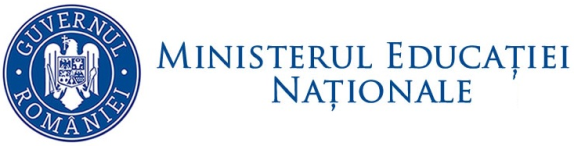 GUVERNUL
ROMÂNIEI
MINISTERUL EDUCAȚIEI
NAȚIONALE